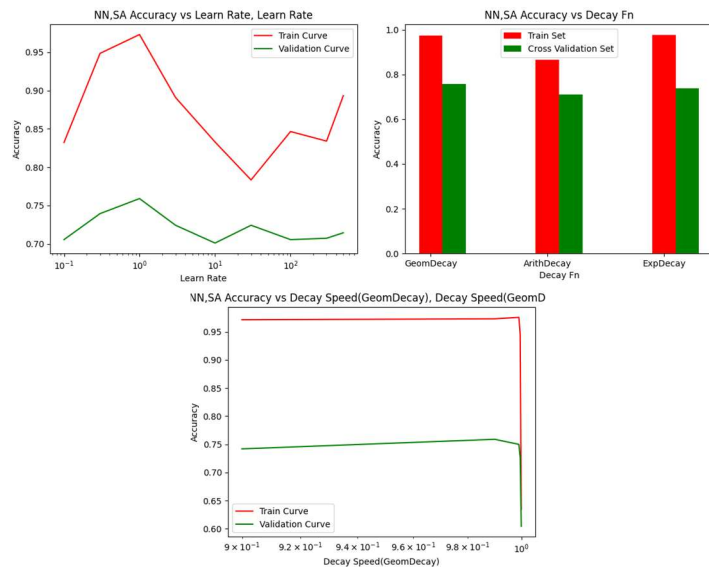 NN,SA Accuracy vs Learn Rate, Learn Rate
Train Curve
Validation Curve
0.95
0.90
0.85
0.80
0.75
0.70
Accuracy
10⁻¹
10⁰
10¹
10²
Learn Rate
NN,SA Accuracy vs Decay Fn
Train Set
Cross Validation Set
1.0
0.8
0.6
0.4
0.2
0.0
Accuracy
GeomDecay
ArithDecay
ExpDecay
Decay Fn
NN,SA Accuracy vs Decay Speed(GeomDecay), Decay Speed(GeomD
0.95
0.90
0.85
0.80
0.75
0.70
0.65
0.60
Accuracy
Train Curve
Validation Curve
9 × 10⁻¹
9.2 × 10⁻¹
9.4 × 10⁻¹
9.6 × 10⁻¹
9.8 × 10⁻¹
10⁰
Decay Speed(GeomDecay)